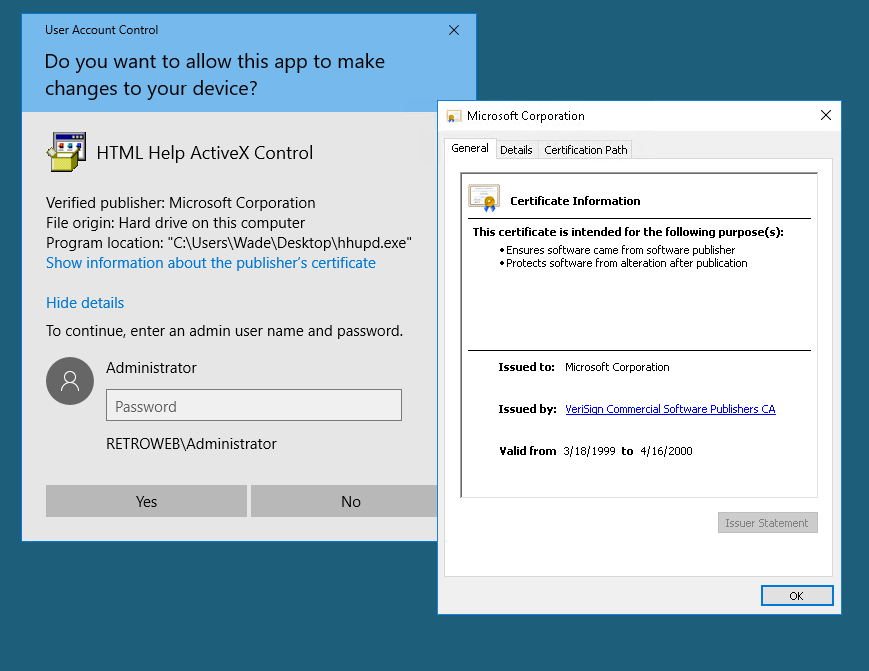 User Account Control
Do you want to allow this app to make
changes to your device?
HTML Help ActiveX Control
Verified publisher: Microsoft Corporation
File origin: Hard drive on this computer
Program location: "C:\Users\Wade\Desktop\hhupd.exe"
Show information about the publisher's certificate
Hide details
To continue, enter an admin user name and password.
Administrator
Password
RETROWEB\Administrator
Yes
No
Microsoft Corporation
General
Details
Certification Path
Certificate Information
This certificate is intended for the following purpose(s):
• Ensures software came from software publisher
• Protects software from alteration after publication
Issued to: Microsoft Corporation
Issued by: VeriSign Commercial Software Publishers CA
Valid from 3/18/1999 to 4/16/2000
Issuer Statement
OK